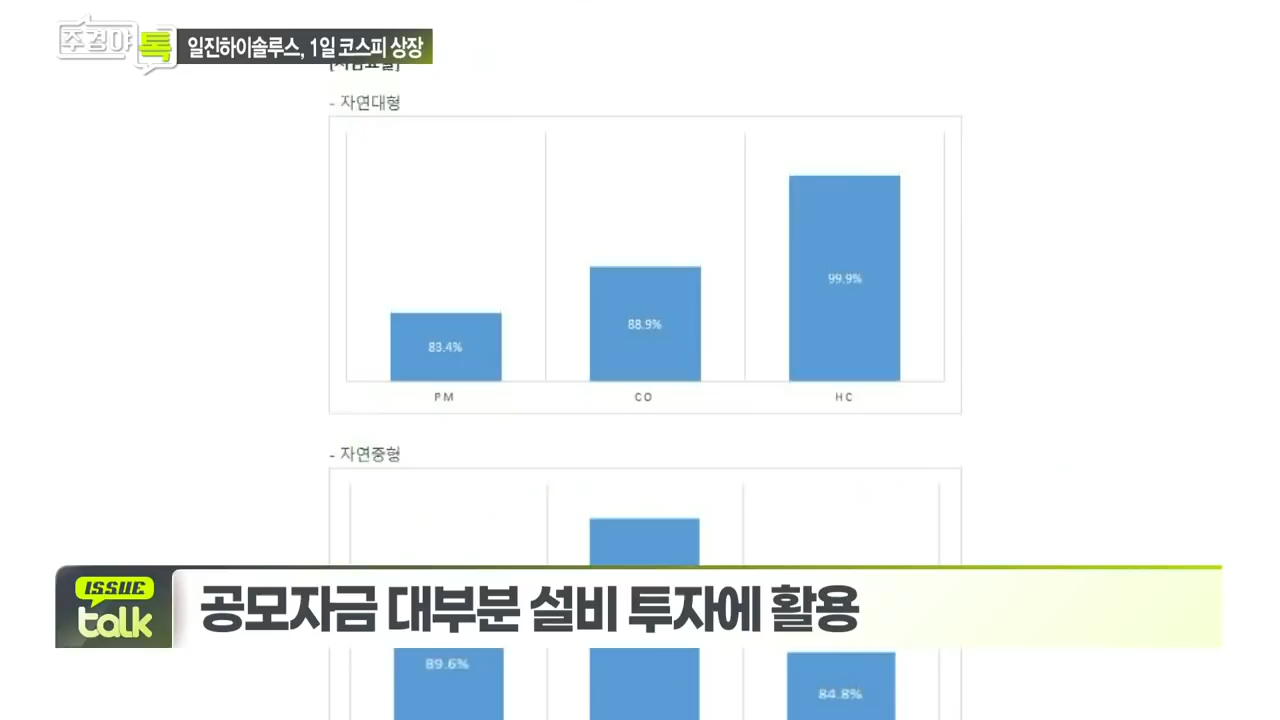 주경야
톡
일진하이솔루스, 1일 코스피 상장
- 자연대형
83.4%
88.9%
99.9%
PM
CO
HC
- 자연중형
ISSUE
talk
공모자금 대부분 설비 투자에 활용
89.6%
84.8%